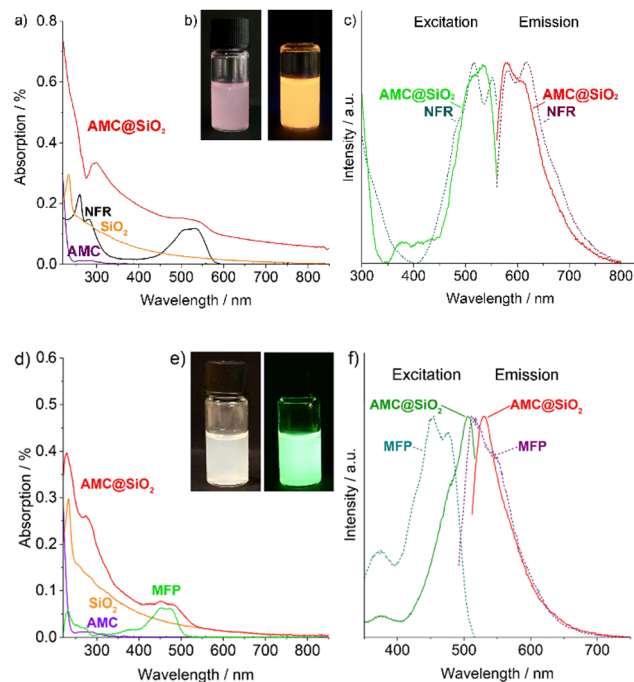 a)
b)
c)
Absorption / %
0.8
0.6
0.4
0.2
0.0
AMC@SiO₂
NFR
SiO₂
AMC
300 400 500 600 700 800
Wavelength / nm
Excitation Emission
Intensity / a.u.
AMC@SiO₂
NFR
AMC@SiO₂
NFR
300 400 500 600 700 800
Wavelength / nm
d)
e)
f)
Absorption / %
0.6
0.5
0.4
0.3
0.2
0.1
0.0
AMC@SiO₂
SiO₂
MFP
AMC
300 400 500 600 700 800
Wavelength / nm
Excitation Emission
Intensity / a.u.
AMC@SiO₂
MFP
AMC@SiO₂
MFP
400 500 600 700
Wavelength / nm